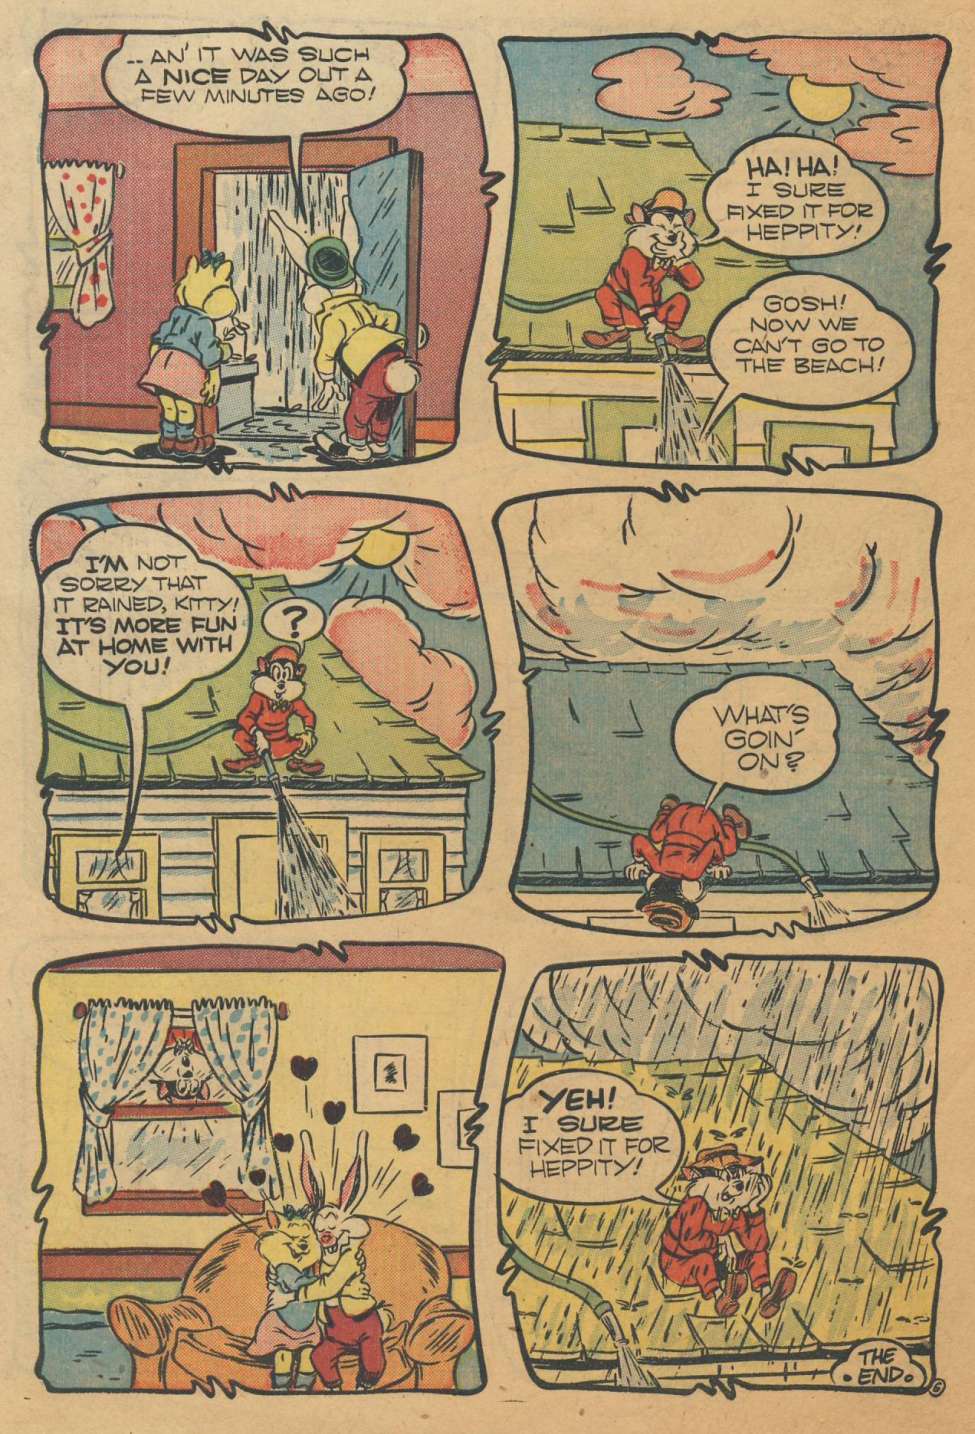 .. AN' IT WAS SUCH
A NICE DAY OUT A
FEW MINUTES AGO!
HA! HA!
I SURE
FIXED IT FOR
HEPPITY!
GOSH!
NOW WE
CAN'T GO TO
THE BEACH!
I'M NOT
SORRY THAT
IT RAINED, KITTY!
IT'S MORE FUN
AT HOME WITH
YOU!
?
WHAT'S
GOIN'
ON?
YEH!
I SURE
FIXED IT FOR
HEPPITY!
THE
. END.
6